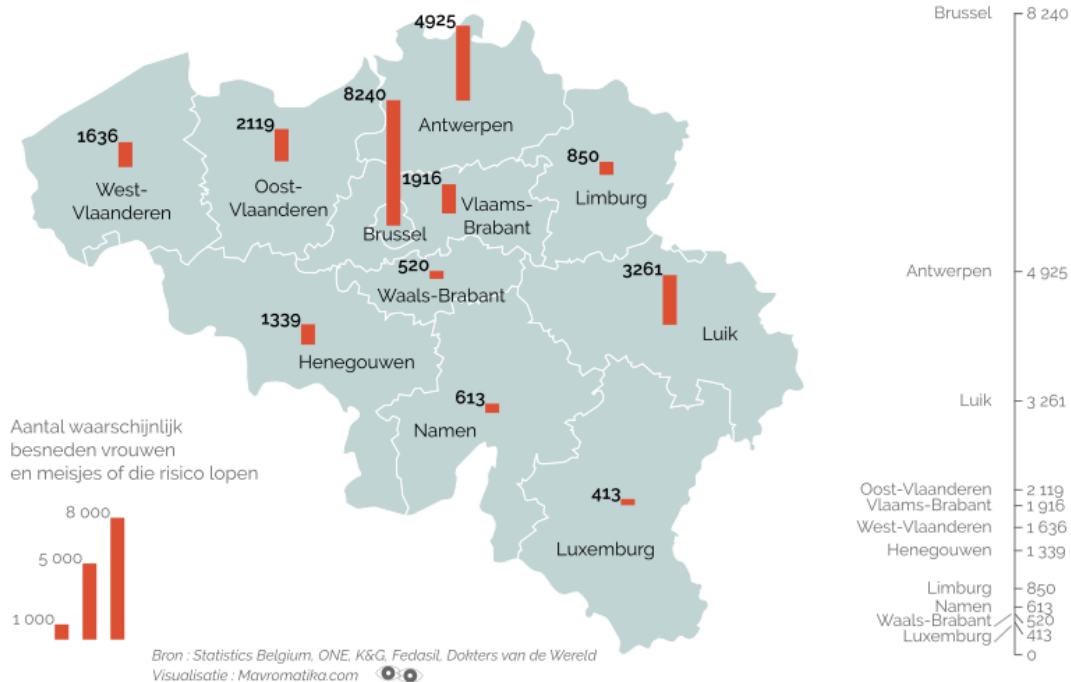 4925
8240
Antwerpen
1636
West-
Vlaanderen
2119
Oost-
Vlaanderen
1916
Vlaams-
Brabant
850
Limburg
Brussel
520
Waals-Brabant
3261
Luik
1339
Henegouwen
613
Namen
413
Luxemburg
Aantal waarschijnlijk
besneden vrouwen
en meisjes of die risico lopen
8 000
5 000
1 000
Bron : Statistics Belgium, ONE, K&G, Fedasil, Dokters van de Wereld
Visualisatie : Mavromatika.com
Brussel 8 240
Antwerpen 4 925
Luik 3 261
Oost-Vlaanderen 2 119
Vlaams-Brabant 1 916
West-Vlaanderen 1 636
Henegouwen 1 339
Limburg 850
Namen 613
Waals-Brabant 520
Luxemburg 413
0